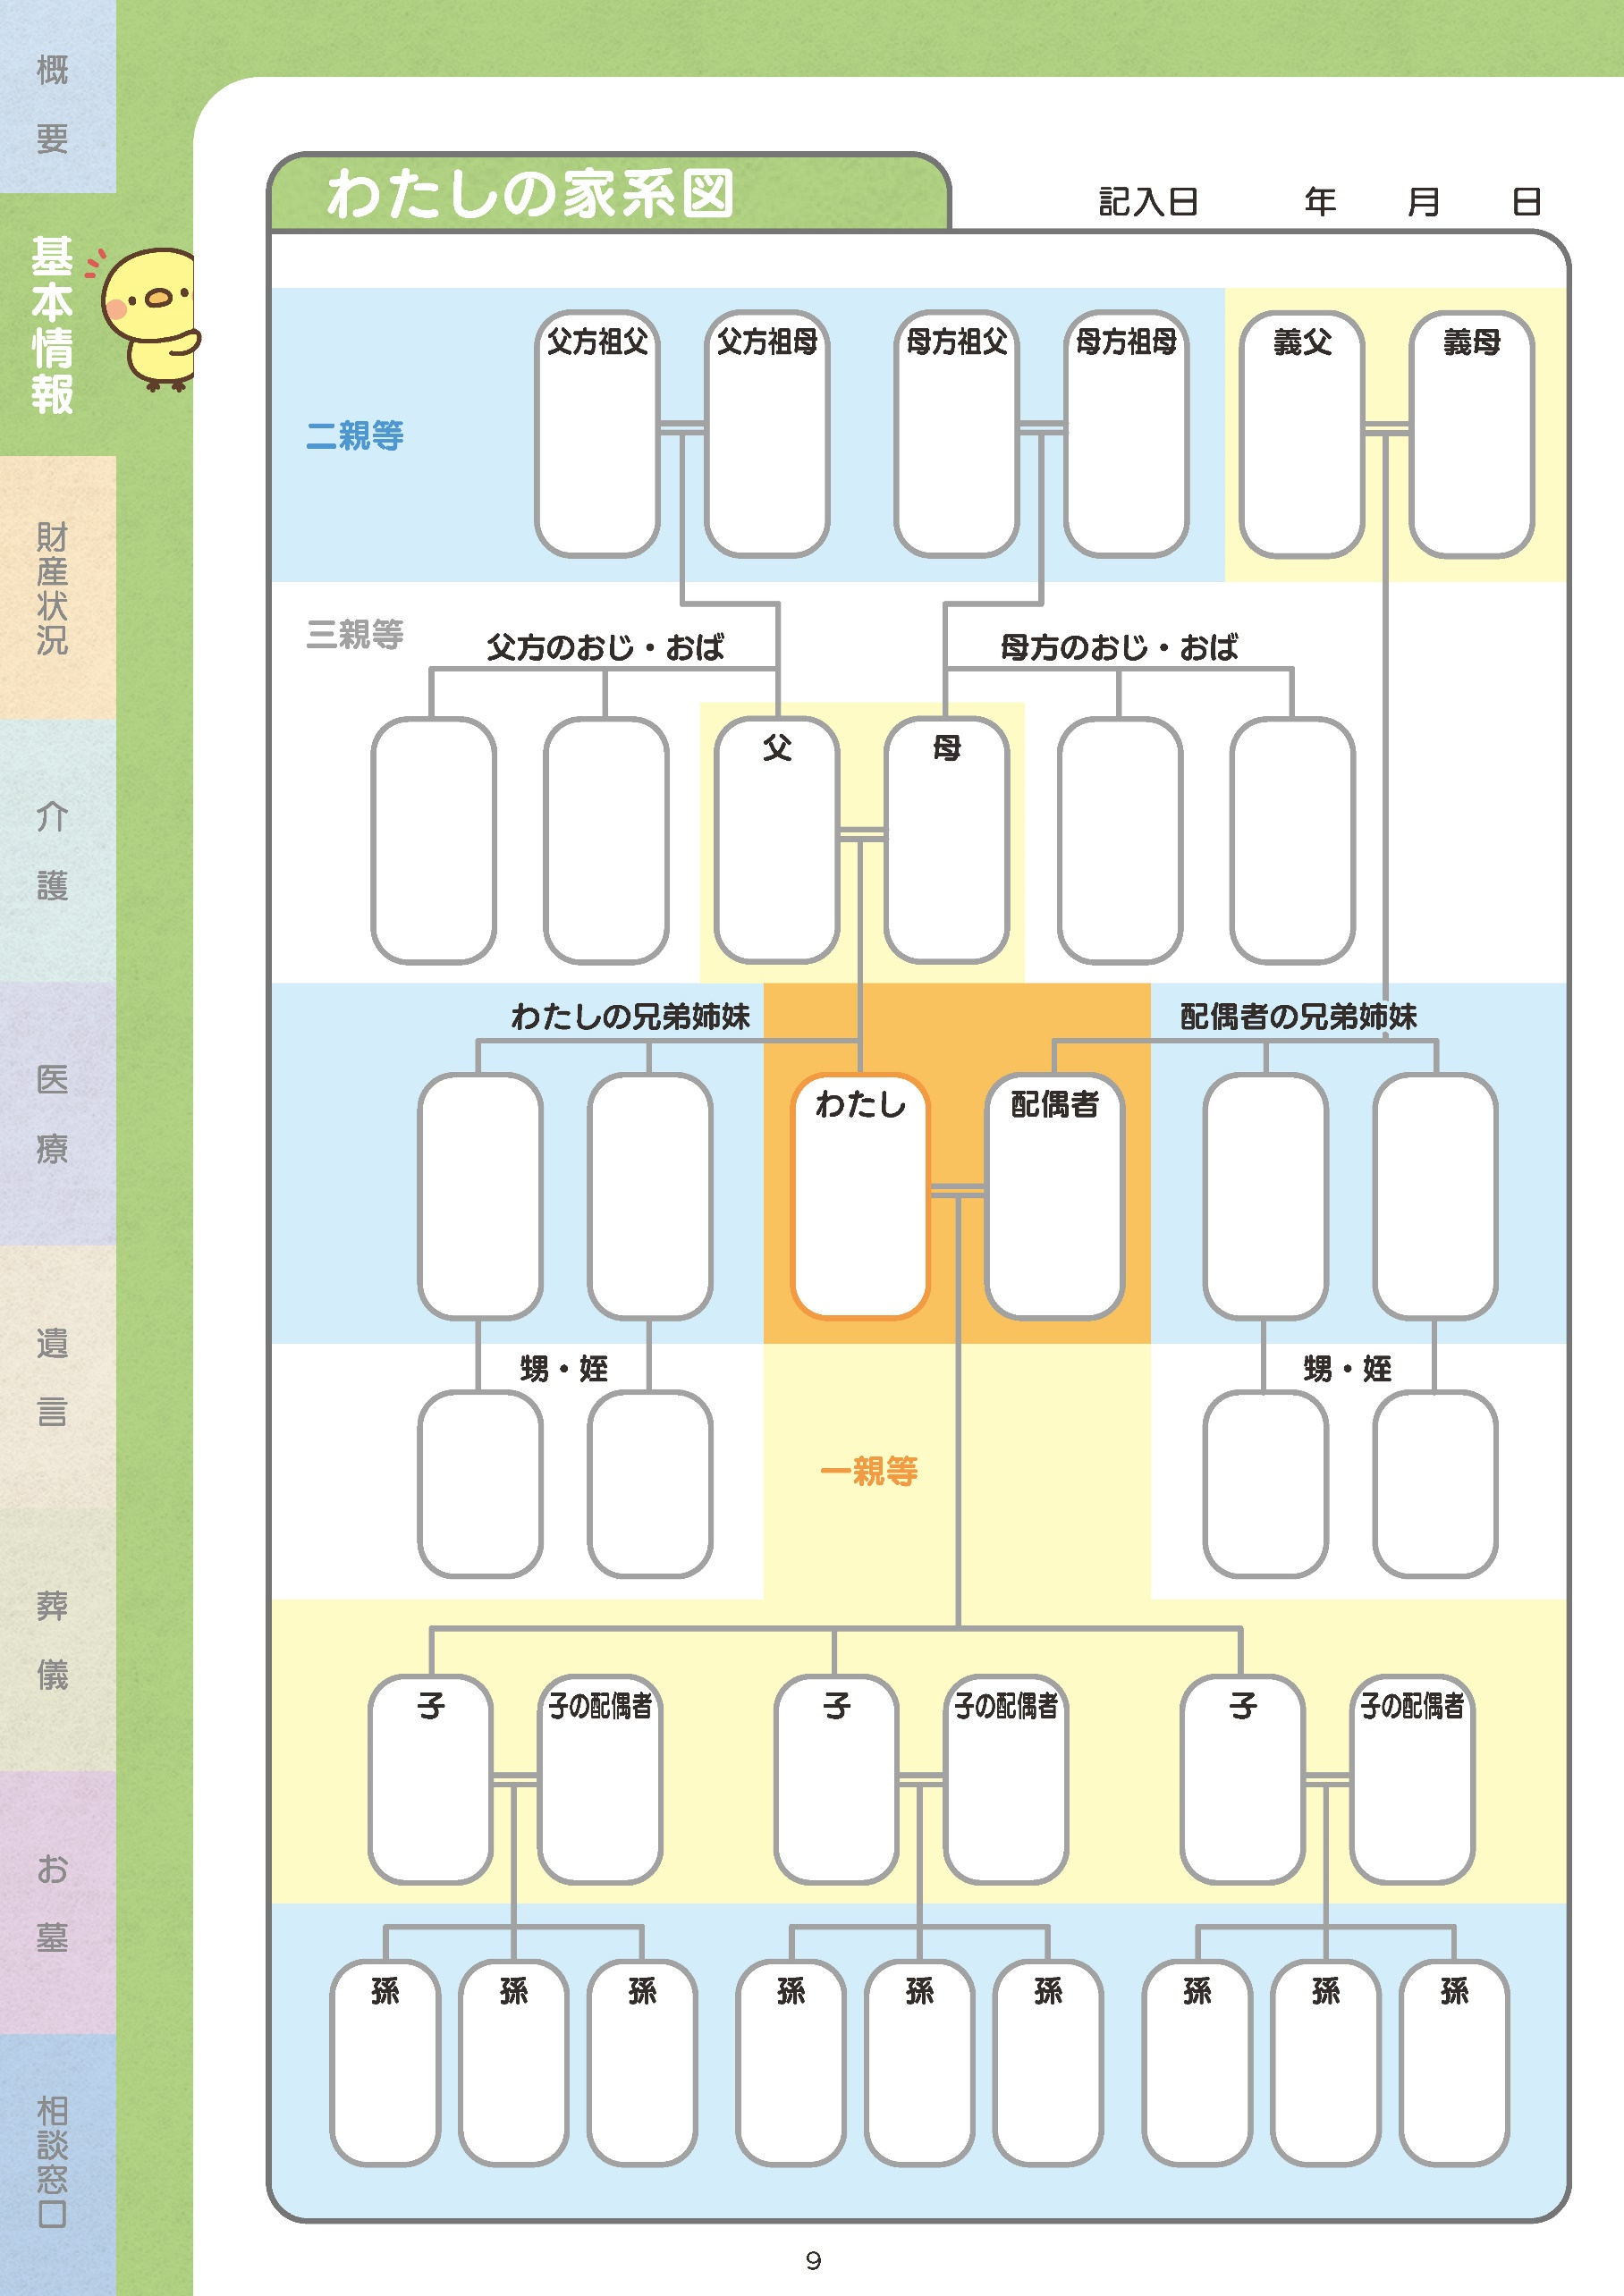 概要
基本情報
財産状況
介護
医療
遺言
葬儀
お墓
相談窓口
わたしの家系図
記入日　年　月　日
父方祖父　父方祖母　母方祖父　母方祖母　義父　義母
二親等
三親等
父方のおじ・おば　母方のおじ・おば
父　母
わたしの兄弟姉妹　配偶者の兄弟姉妹
わたし　配偶者
甥・姪　甥・姪
一親等
子　子の配偶者　子　子の配偶者　子　子の配偶者
孫　孫　孫　孫　孫　孫　孫　孫　孫
9